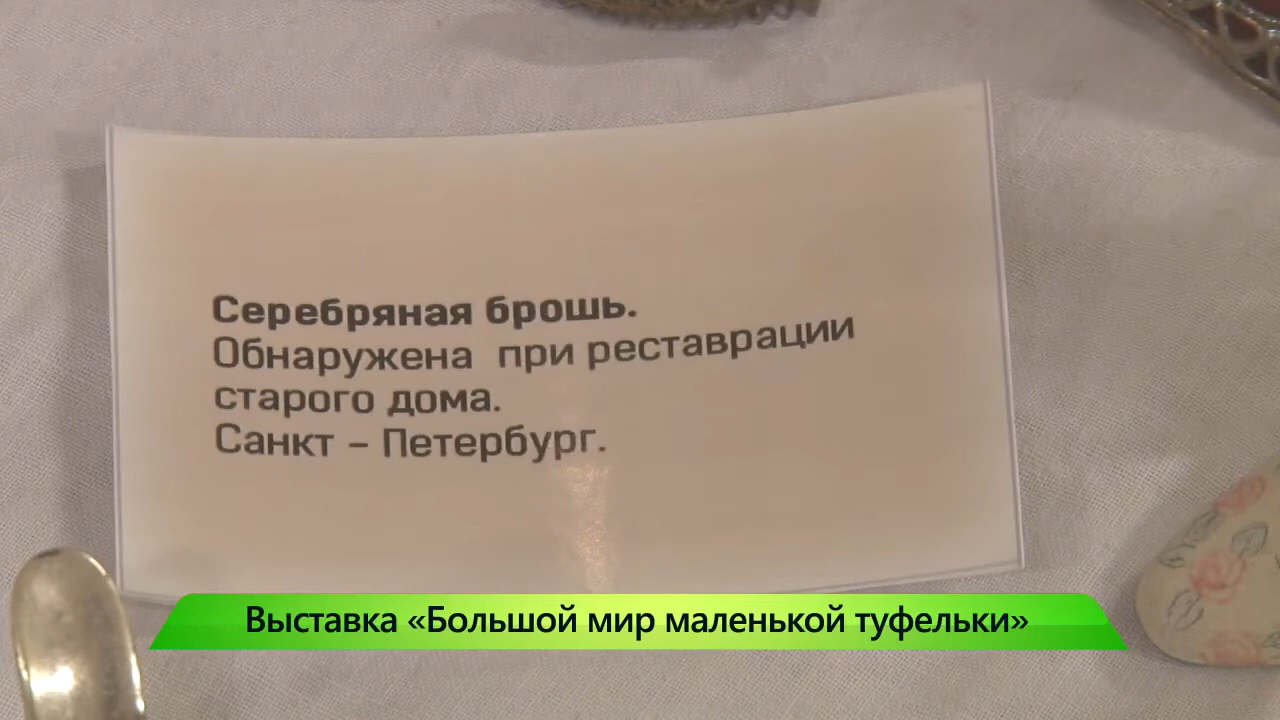 Серебряная брошь.
Обнаружена при реставрации
старого дома.
Санкт – Петербург.
Выставка «Большой мир маленькой туфельки»